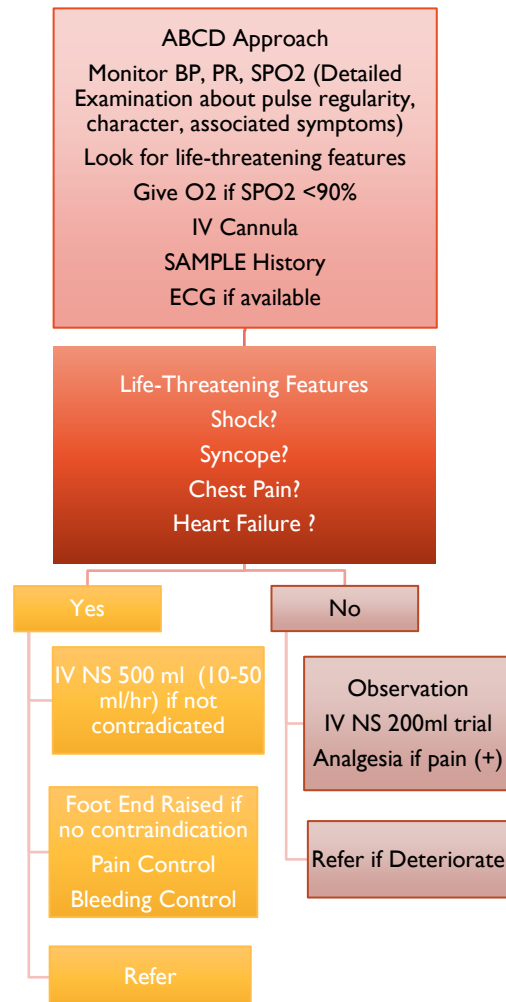 ABCD Approach
Monitor BP, PR, SPO2 (Detailed
Examination about pulse regularity,
character, associated symptoms)
Look for life-threatening features
Give O2 if SPO2 <90%
IV Cannula
SAMPLE History
ECG if available
Life-Threatening Features
Shock?
Syncope?
Chest Pain?
Heart Failure ?
Yes
No
IV NS 500 ml (10-50
ml/hr) if not
contradicated
Foot End Raised if
no contraindication
Pain Control
Bleeding Control
Refer
Observation
IV NS 200ml trial
Analgesia if pain (+)
Refer if Deteriorate